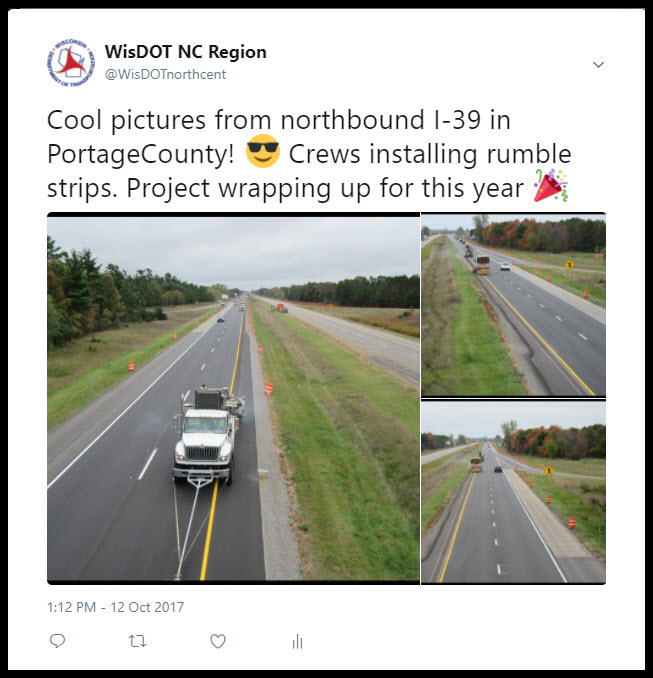 WisDOT NC Region
@WisDOTnorthcent
Cool pictures from northbound I-39 in
PortageCounty! 😎 Crews installing rumble
strips. Project wrapping up for this year 🎉
1:12 PM - 12 Oct 2017